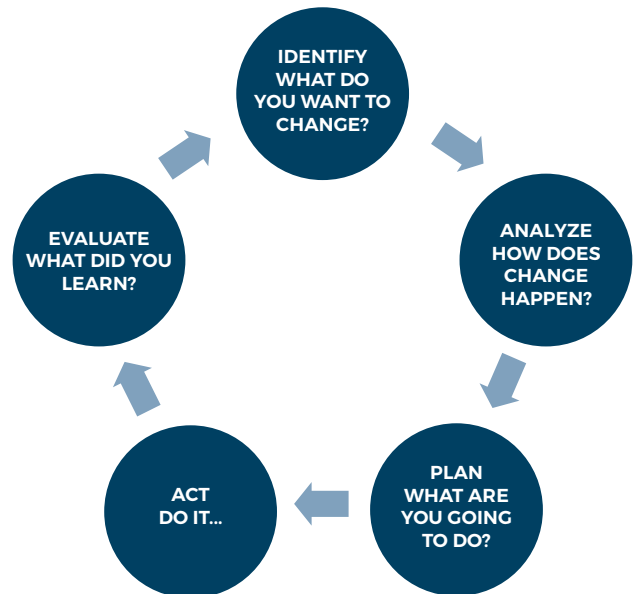 IDENTIFY
WHAT DO
YOU WANT TO
CHANGE?
ANALYZE
HOW DOES
CHANGE
HAPPEN?
PLAN
WHAT ARE
YOU GOING
TO DO?
ACT
DO IT...
EVALUATE
WHAT DID YOU
LEARN?